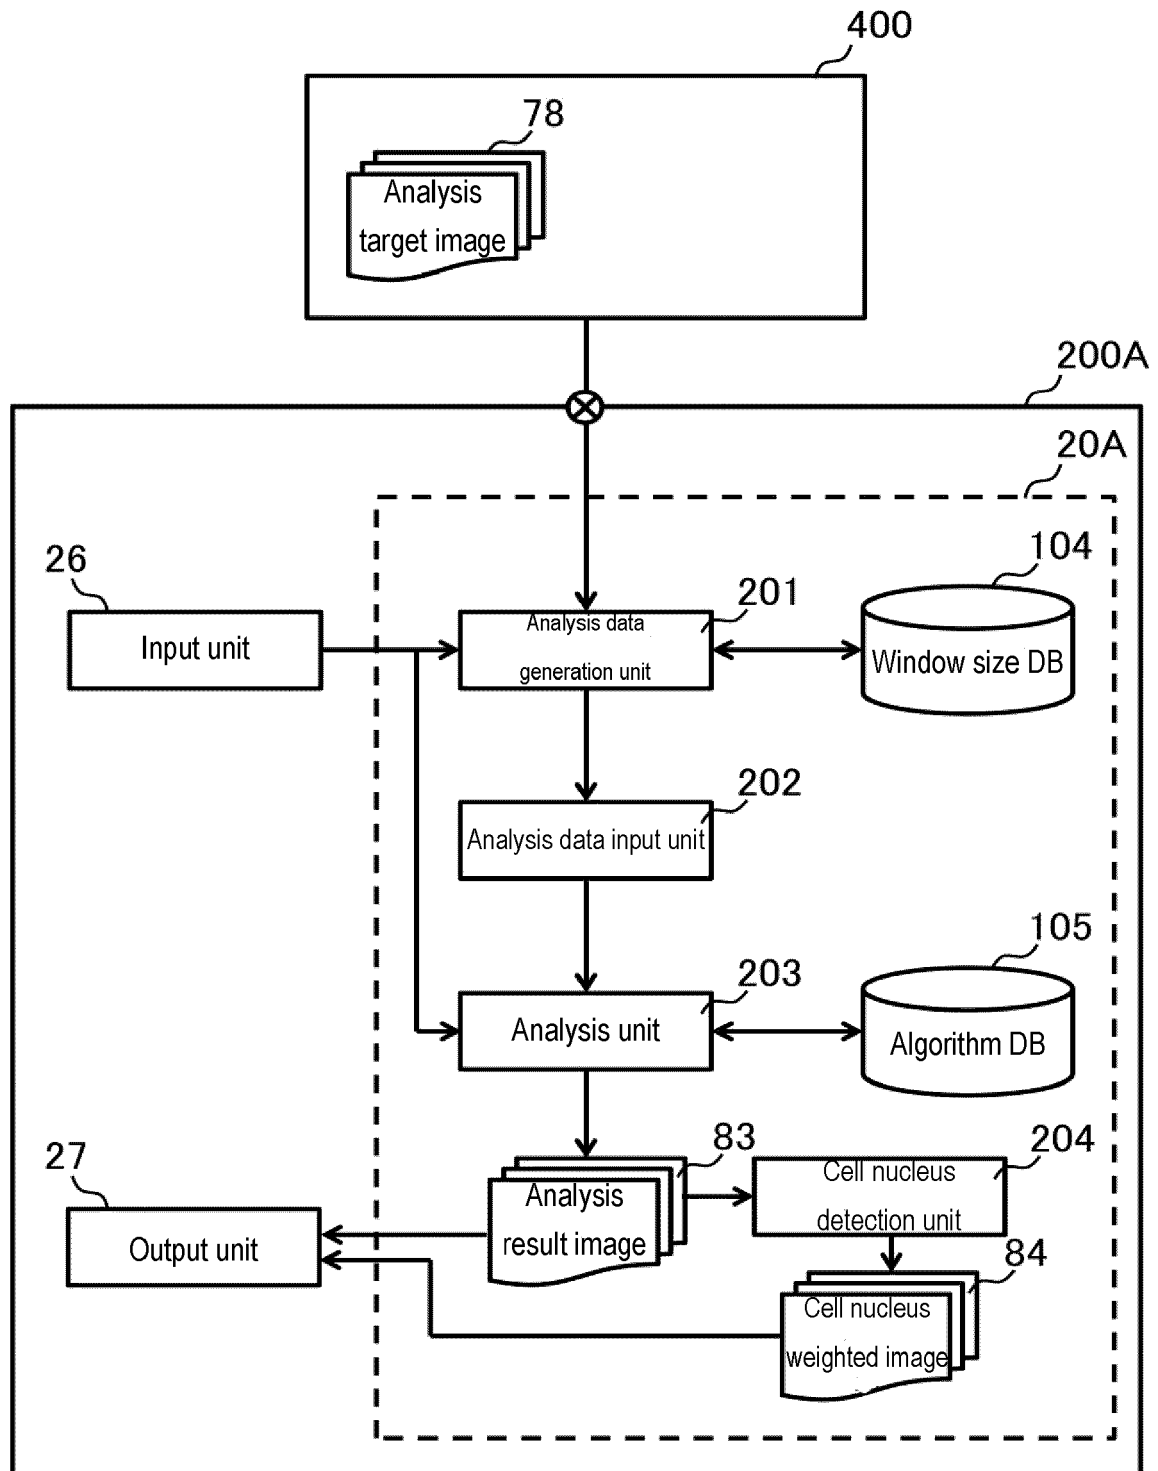 400
78
Analysis
target image
200A
20A
26
Input unit
201
Analysis data
generation unit
104
Window size DB
202
Analysis data input unit
203
Analysis unit
105
Algorithm DB
83
Analysis
result image
204
Cell nucleus
detection unit
27
Output unit
84
Cell nucleus
weighted image